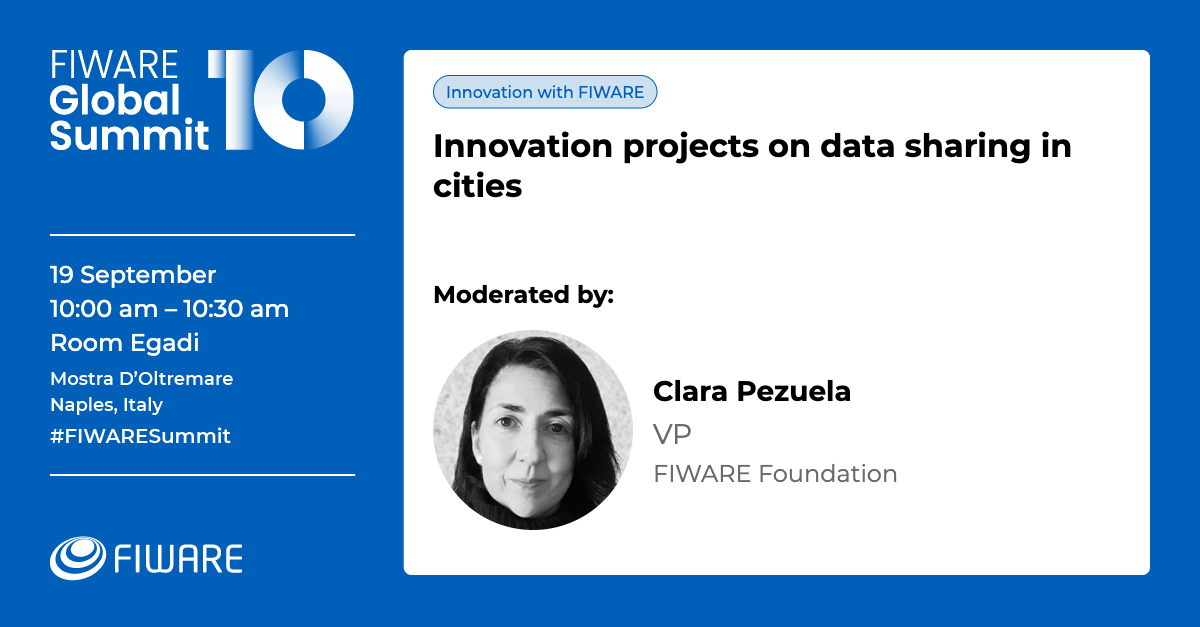 FIWARE
Global
Summit
10
19 September
10:00 am – 10:30 am
Room Egadi
Mostra D’Oltremare
Naples, Italy
#FIWARESummit
FIWARE
Innovation with FIWARE
Innovation projects on data sharing in
cities
Moderated by:
Clara Pezuela
VP
FIWARE Foundation